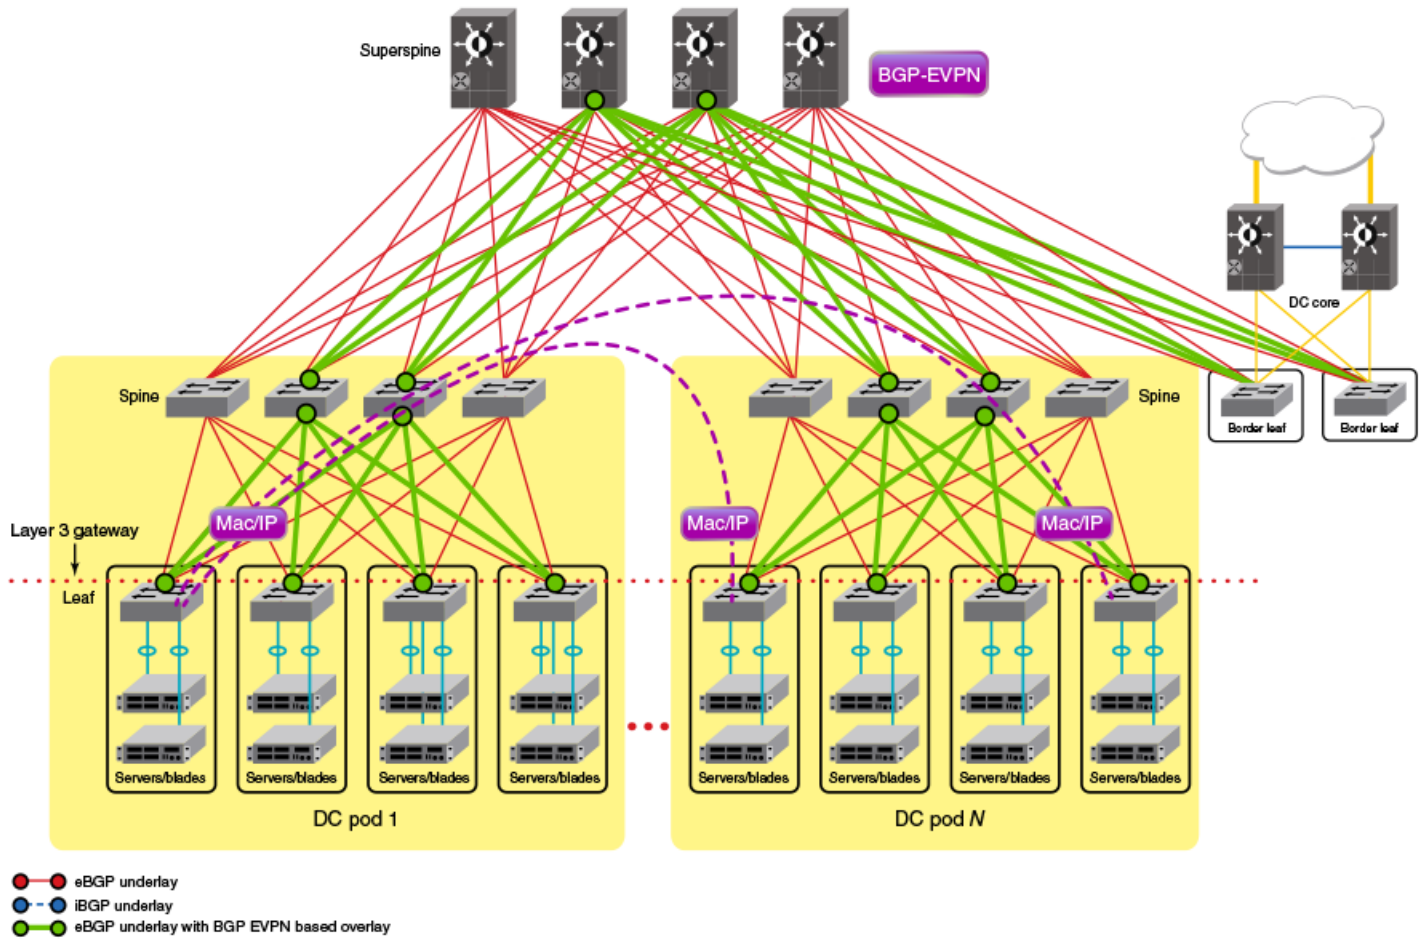 Superspine
BGP-EVPN
DC core
Spine
Spine
Border leaf
Border leaf
Mac/IP
Mac/IP
Mac/IP
Layer 3 gateway
Leaf
Servers/blades
Servers/blades
Servers/blades
Servers/blades
Servers/blades
Servers/blades
Servers/blades
Servers/blades
DC pod 1
DC pod N
eBGP underlay
iBGP underlay
eBGP underlay with BGP EVPN based overlay